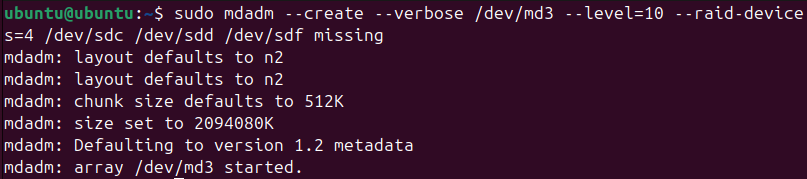 ubuntu@ubuntu:~$ sudo mdadm --create --verbose /dev/md3 --level=10 --raid-device
s=4 /dev/sdc /dev/sdd /dev/sdf missing
mdadm: layout defaults to n2
mdadm: layout defaults to n2
mdadm: chunk size defaults to 512K
mdadm: size set to 2094080K
mdadm: Defaulting to version 1.2 metadata
mdadm: array /dev/md3 started.